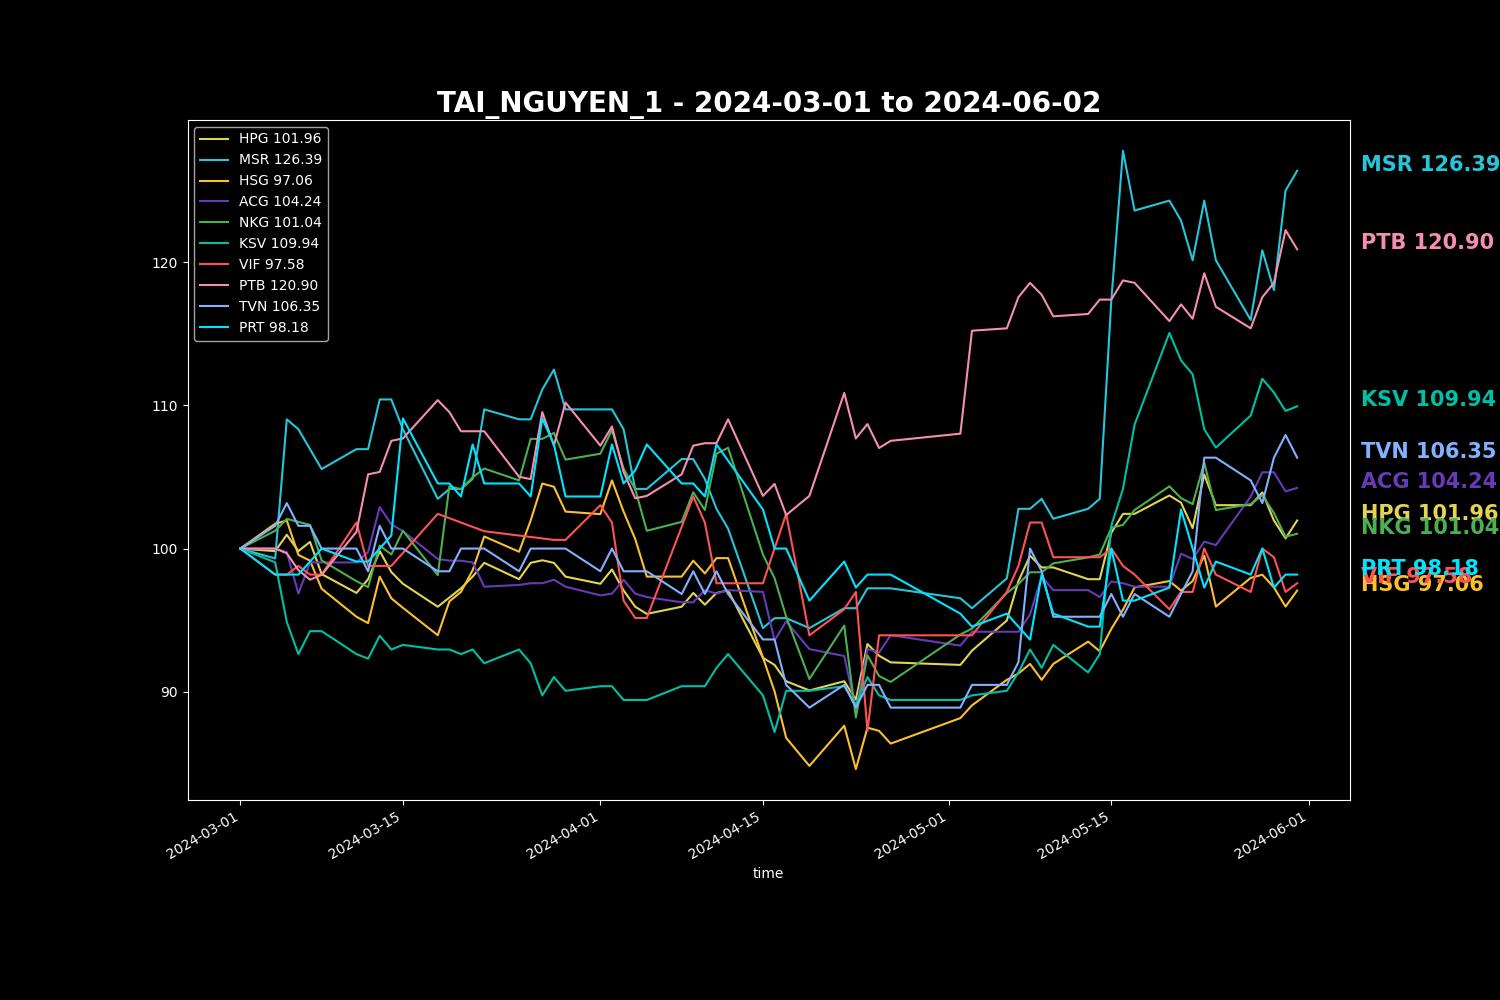 TAI_NGUYEN_1 - 2024-03-01 to 2024-06-02
HPG 101.96
MSR 126.39
HSG 97.06
ACG 104.24
NKG 101.04
KSV 109.94
VIF 97.58
PTB 120.90
TVN 106.35
PRT 98.18
120
110
100
90
MSR 126.39
PTB 120.90
KSV 109.94
TVN 106.35
ACG 104.24
HPG 101.96
NKG 101.04
PRT 98.18
VIF 97.58
HSG 97.06
2024-03-01
2024-03-15
2024-04-01
2024-04-15
2024-05-01
2024-05-15
2024-06-01
time